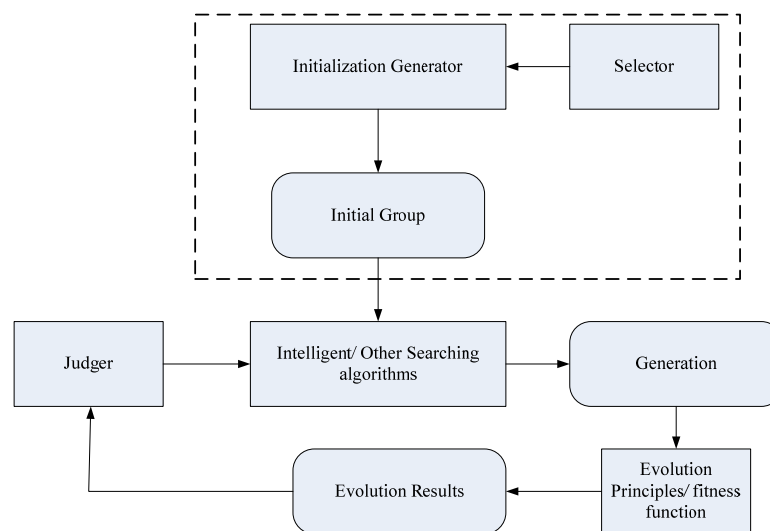 Initialization Generator
Selector
Initial Group
Judger
Intelligent/ Other Searching
algorithms
Generation
Evolution Results
Evolution
Principles/ fitness
function